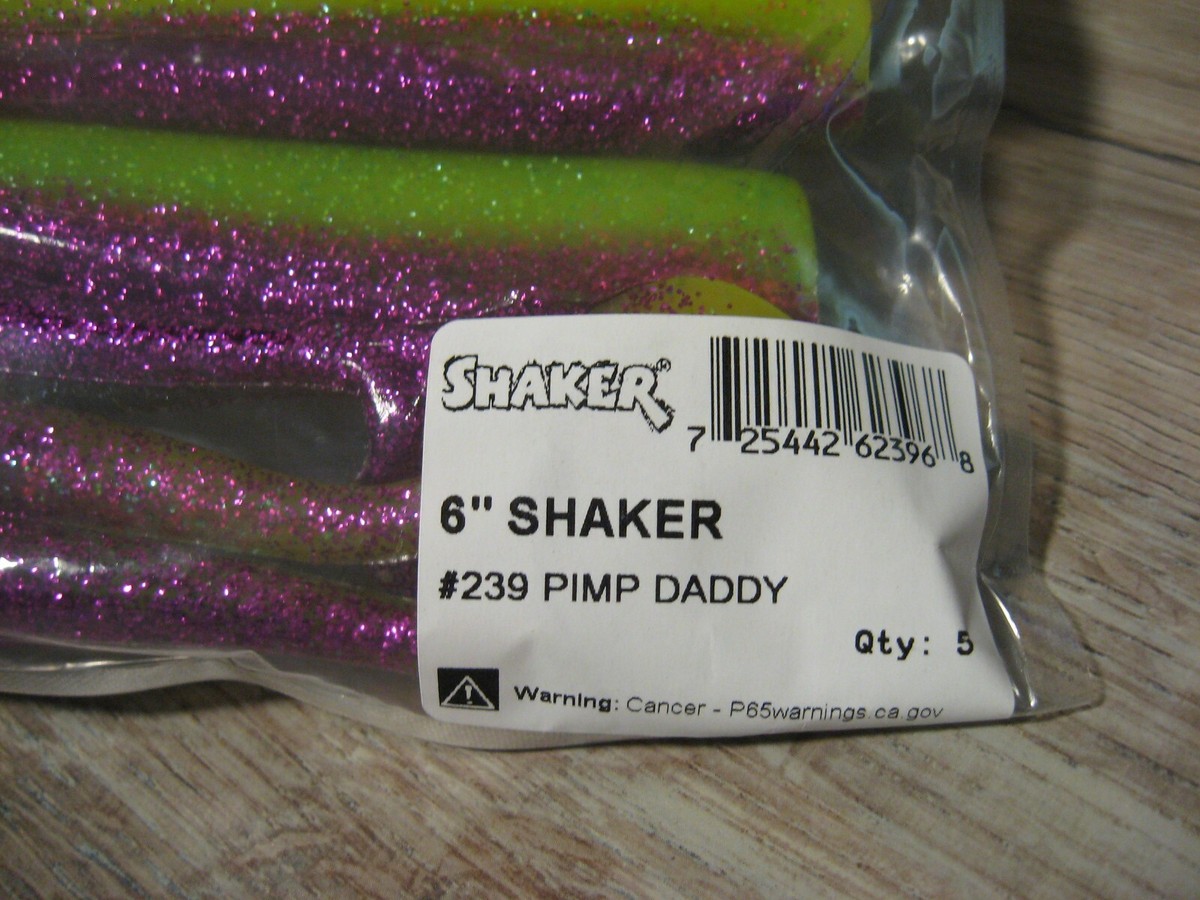 SHAKER®
7 25442 62396 8
6" SHAKER
#239 PIMP DADDY
Qty: 5
Warning: Cancer - P65warnings.ca.gov